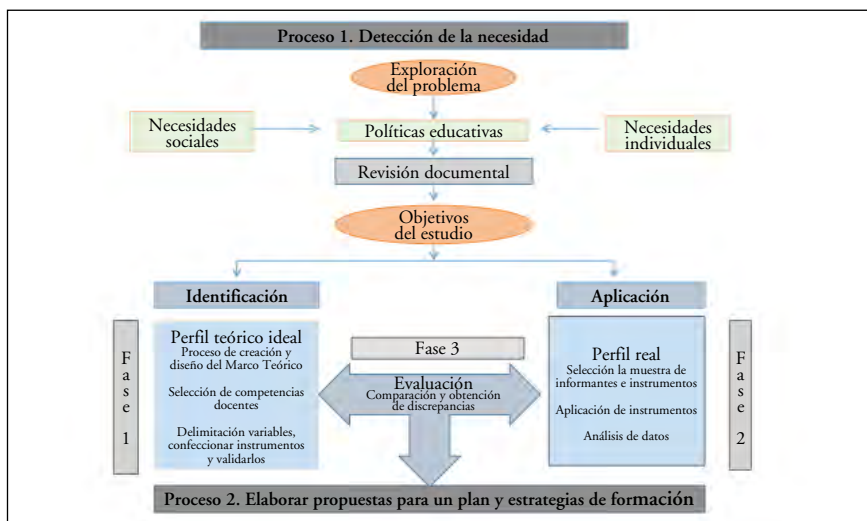 Proceso 1. Detección de la necesidad
Exploración
del problema
Necesidades
sociales
Políticas educativas
Necesidades
individuales
Revisión documental
Objetivos
del estudio
Identificación
Aplicación
Fase 1
Perfil teórico ideal
Proceso de creación y
diseño del Marco Teórico
Selección de competencias
docentes
Delimitación variables,
confeccionar instrumentos
y validarlos
Fase 3
Evaluación
Comparación y obtención
de discrepancias
Perfil real
Selección la muestra de
informantes e instrumentos
Aplicación de instrumentos
Análisis de datos
Fase 2
Proceso 2. Elaborar propuestas para un plan y estrategias de formación